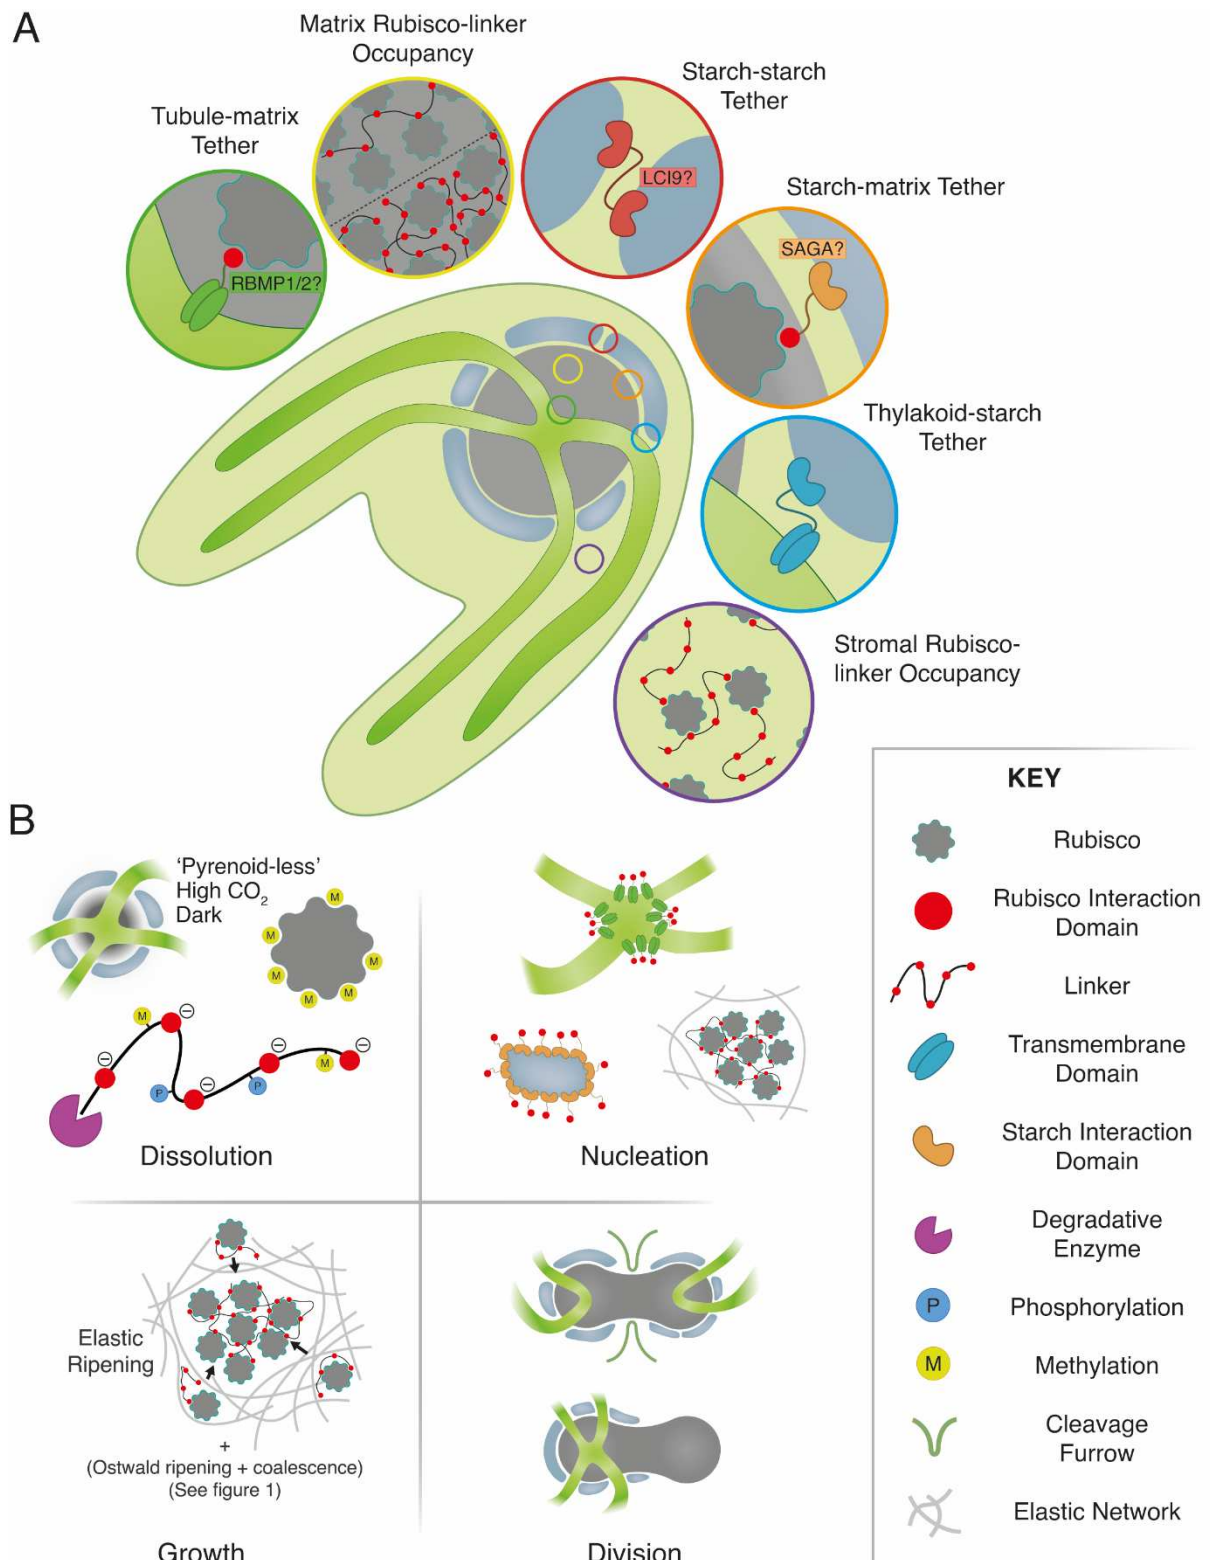 A
Matrix Rubisco-linker
Occupancy
Starch-starch
Tether
Tubule-matrix
Tether
LCI9?
Starch-matrix Tether
SAGA?
RBMP1/2?
Thylakoid-starch
Tether
Stromal Rubisco-
linker Occupancy
B
'Pyrenoid-less'
High CO2
Dark
M
M
M
M
M
M
M
M
P
P
M
Dissolution
Nucleation
Elastic
Ripening
+
(Ostwald ripening + coalescence)
(See figure 1)
Growth
Division
KEY
Rubisco
Rubisco Interaction
Domain
Linker
Transmembrane
Domain
Starch Interaction
Domain
Degradative
Enzyme
P
Phosphorylation
M
Methylation
Cleavage
Furrow
Elastic Network